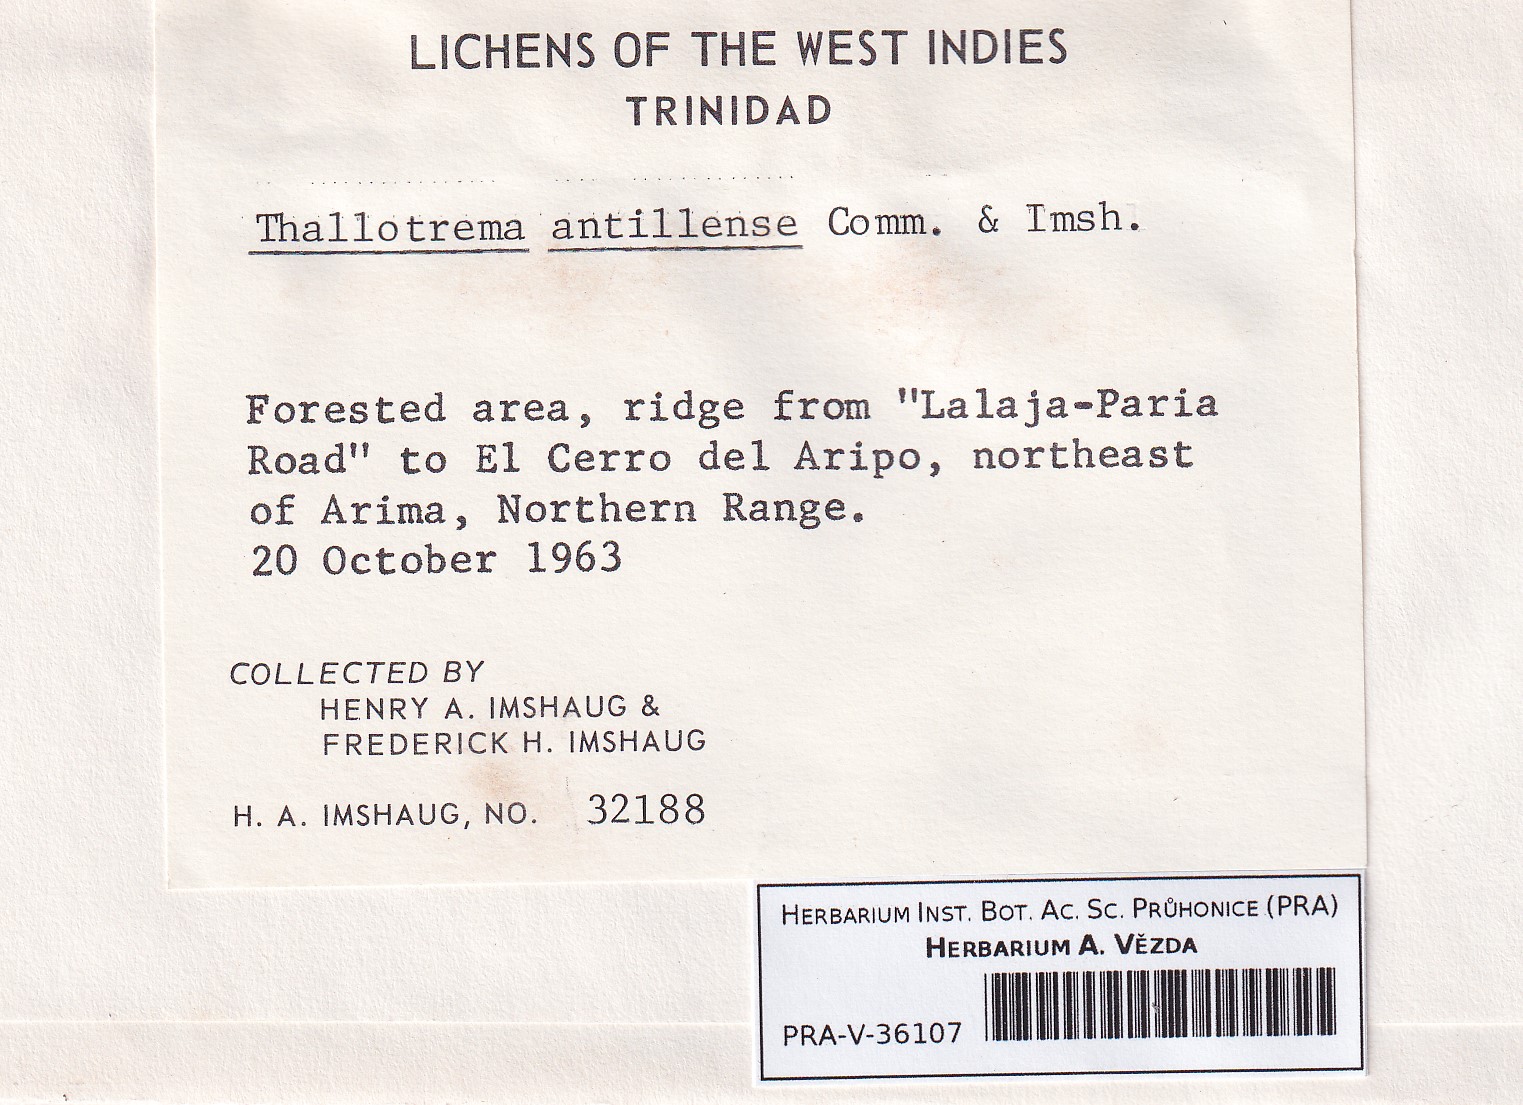 LICHENS OF THE WEST INDIES
TRINIDAD
Thallotrema antillense Comm. & Imsh.
Forested area, ridge from "Lalaja-Paria
Road" to El Cerro del Aripo, northeast
of Arima, Northern Range.
20 October 1963
COLLECTED BY
HENRY A. IMSHAUG &
FREDERICK H. IMSHAUG
H. A. IMSHAUG, NO. 32188
HERBARIUM INST. BOT. AC. SC. PRŮHONICE (PRA)
HERBARIUM A. VĚZDA
PRA-V-36107